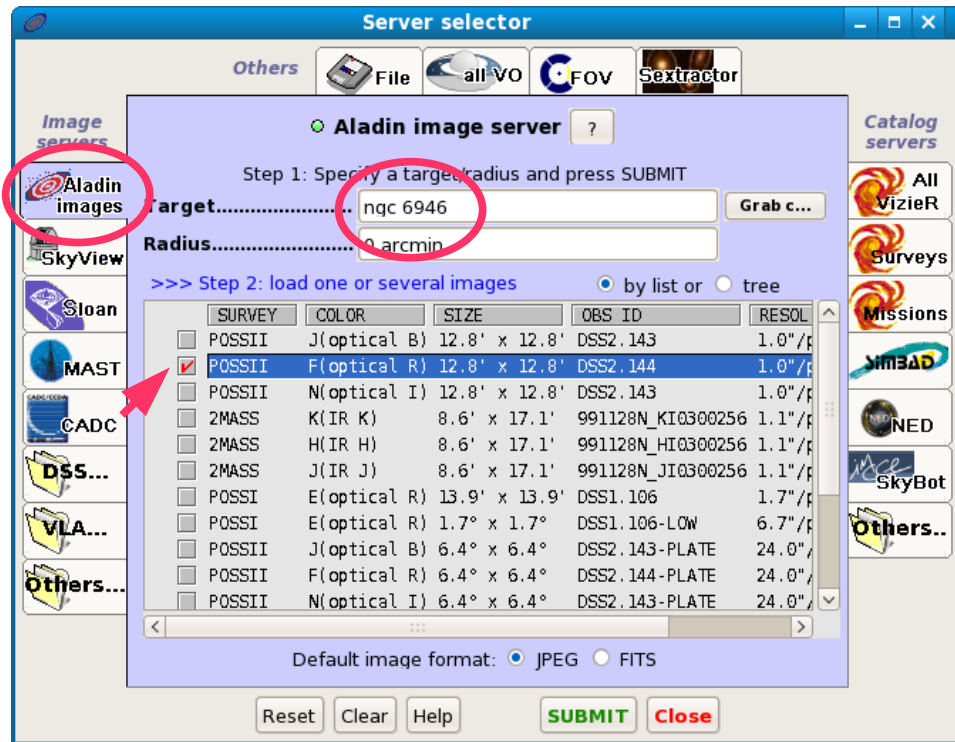 Server selector
Others
File
all VO
FOV
Sextractor
Image
servers
Catalog
servers
Aladin
images
SkyView
Sloan
MAST
CADC
DSS...
VLA...
Others...
Aladin image server ?
Step 1: Specify a target/radius and press SUBMIT
Target...................... ngc 6946 Grab c...
Radius....................... 0 arcmin
>>> Step 2: load one or several images by list or tree
SURVEY COLOR SIZE OBS ID RESOL
POSSII J(optical B) 12.8' x 12.8' DSS2.143 1.0"/p
POSSII F(optical R) 12.8' x 12.8' DSS2.144 1.0"/p
POSSII N(optical I) 12.8' x 12.8' DSS2.143 1.0"/p
2MASS K(IR K) 8.6' x 17.1' 991128N_KI0300256 1.1"/p
2MASS H(IR H) 8.6' x 17.1' 991128N_HI0300256 1.1"/p
2MASS J(IR J) 8.6' x 17.1' 991128N_JI0300256 1.1"/p
POSSI E(optical R) 13.9' x 13.9' DSS1.106 1.7"/p
POSSI E(optical R) 1.7° x 1.7° DSS1.106-LOW 6.7"/p
POSSII J(optical B) 6.4° x 6.4° DSS2.143-PLATE 24.0"/
POSSII F(optical R) 6.4° x 6.4° DSS2.144-PLATE 24.0"/
POSSII N(optical I) 6.4° x 6.4° DSS2.143-PLATE 24.0"/
Default image format: JPEG FITS
All
VizieR
Surveys
Missions
SIMBAD
NED
SkyBot
Others..
Reset Clear Help SUBMIT Close